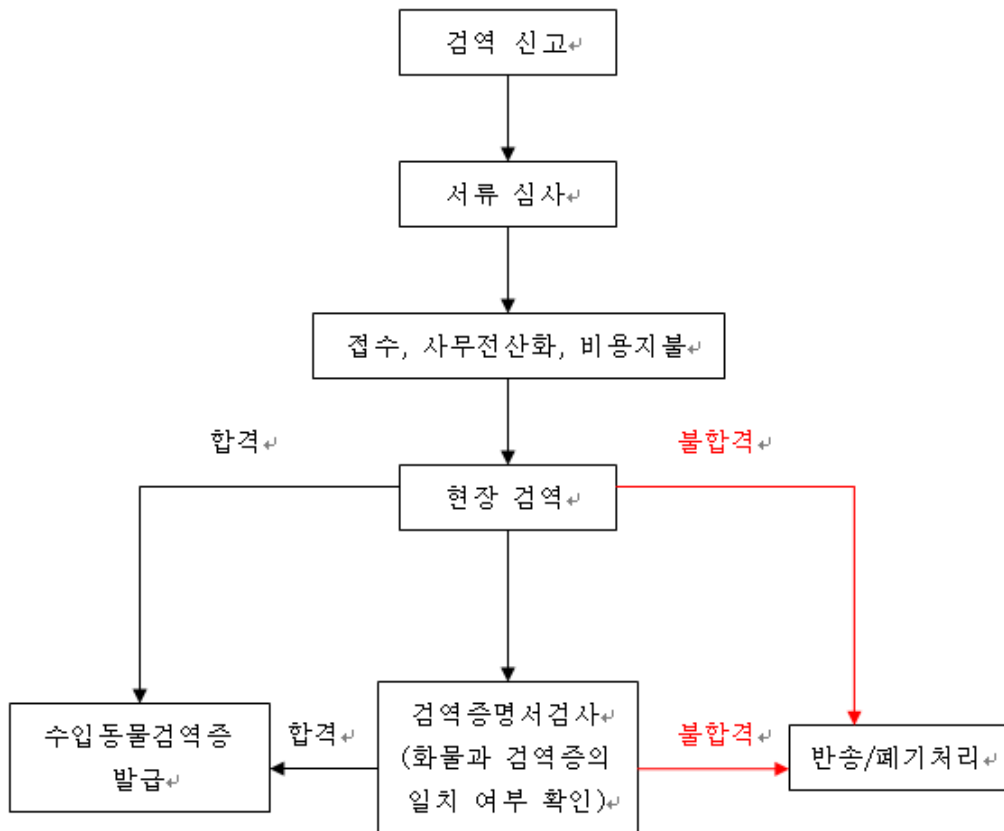 검역 신고↵
서류 심사↵
접수, 사무전산화, 비용지불↵
합격↵
불합격↵
현장 검역↵
수입동물검역증
발급↵
합격↵
검역증명서검사↵
(화물과 검역증의
일치 여부 확인)↵
불합격↵
반송/폐기처리↵